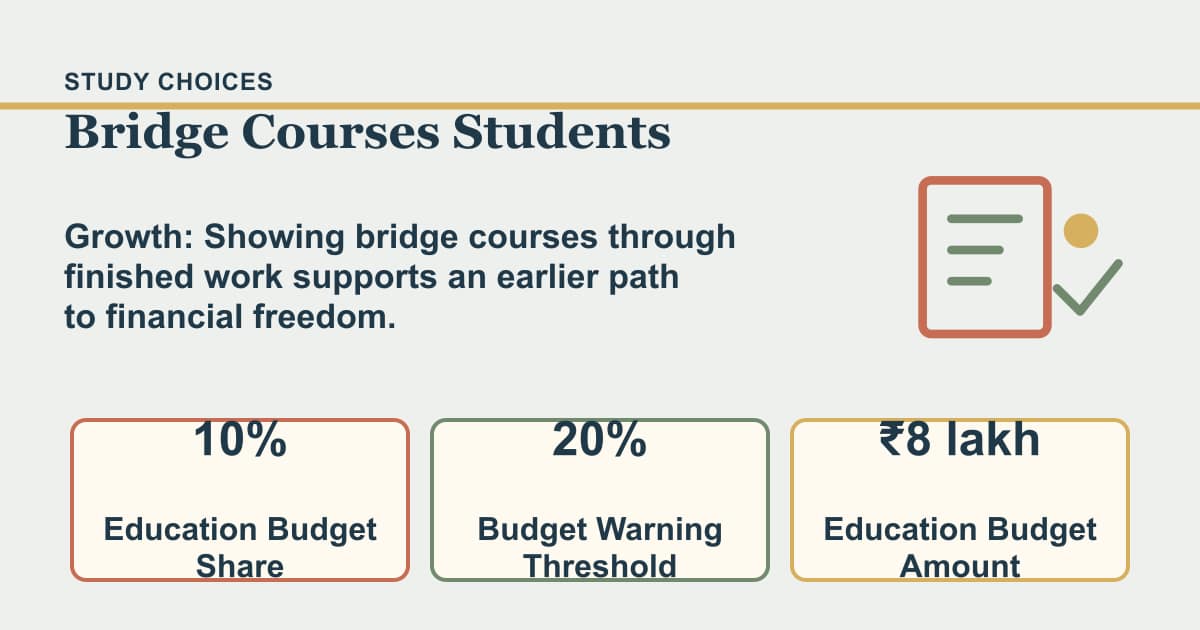 STUDY CHOICES
Bridge Courses Students
Growth: Showing bridge courses through
finished work supports an earlier path
to financial freedom.
10%
Education Budget
Share
20%
Budget Warning
Threshold
₹8 lakh
Education Budget
Amount